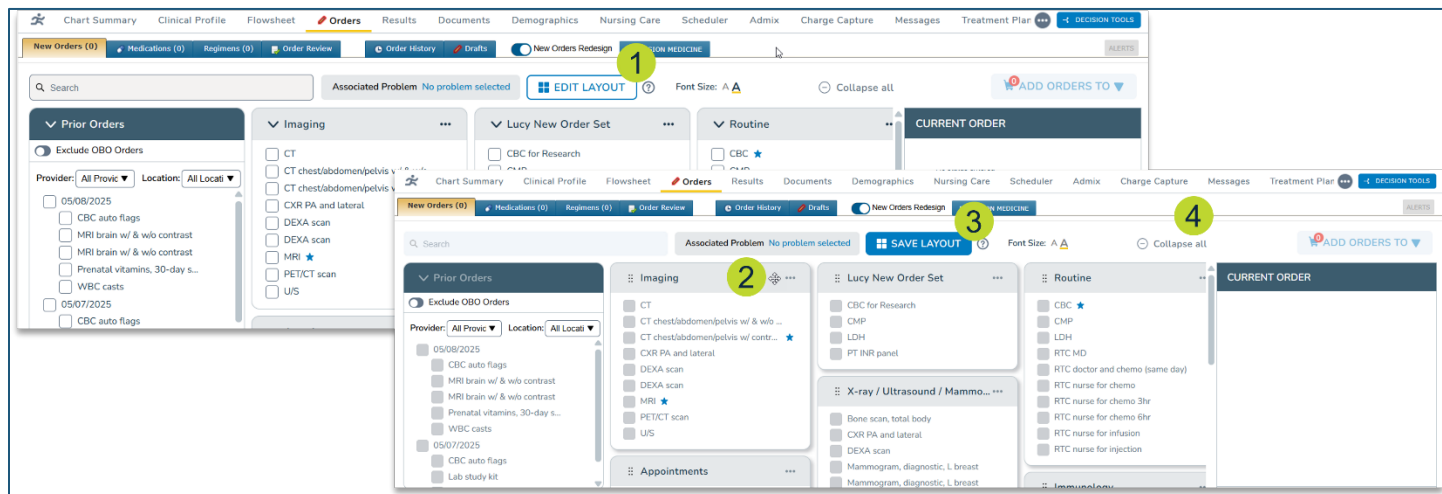 Chart Summary Clinical Profile Flowsheet Orders Results Documents Demographics Nursing Care Scheduler Admix Charge Capture Messages Treatment Plan DECISION TOOLS
New Orders (0) Medications (0) Regimens (0) Order Review Order History Drafts New Orders Redesign MEDICINE ALERTS
1
Search Associated Problem No problem selected EDIT LAYOUT ? Font Size: A A Collapse all 0 ADD ORDERS TO
Prior Orders
Exclude OBO Orders
Provider: All Provic Location: All Locati
05/08/2025
CBC auto flags
MRI brain w/ & w/o contrast
MRI brain w/ & w/o contrast
Prenatal vitamins, 30-day s...
WBC casts
05/07/2025
CBC auto flags
Imaging
CT
CT chest/abdomen/pelvis
CT chest/abdomen/pelvis
CXR PA and lateral
DEXA scan
DEXA scan
MRI
PET/CT scan
U/S
Lucy New Order Set
CBC for Research
Routine
CBC
CURRENT ORDER
Chart Summary Clinical Profile Flowsheet Orders Results Documents Demographics Nursing Care Scheduler Admix Charge Capture Messages Treatment Plan DECISION TOOLS
New Orders (0) Medications (0) Regimens (0) Order Review Order History Drafts New Orders Redesign MEDICINE ALERTS
3
4
Search Associated Problem No problem selected SAVE LAYOUT ? Font Size: A A Collapse all 0 ADD ORDERS TO
Prior Orders
Exclude OBO Orders
Provider: All Provic Location: All Locati
05/08/2025
CBC auto flags
MRI brain w/ & w/o contrast
MRI brain w/ & w/o contrast
Prenatal vitamins, 30-day s...
WBC casts
05/07/2025
CBC auto flags
Lab study kit
Imaging
2
CT
CT chest/abdomen/pelvis w/ & w/o ...
CT chest/abdomen/pelvis w/ contr...
CXR PA and lateral
DEXA scan
DEXA scan
MRI
PET/CT scan
U/S
Appointments
Lucy New Order Set
CBC for Research
CMP
LDH
PT INR panel
X-ray / Ultrasound / Mammo...
Bone scan, total body
CXR PA and lateral
DEXA scan
Mammogram, diagnostic, L breast
Mammogram, diagnostic, L breast
Routine
CBC
CMP
LDH
RTC MD
RTC doctor and chemo (same day)
RTC nurse for chemo
RTC nurse for chemo 3hr
RTC nurse for chemo 6hr
RTC nurse for infusion
RTC nurse for injection
Immunology
CURRENT ORDER